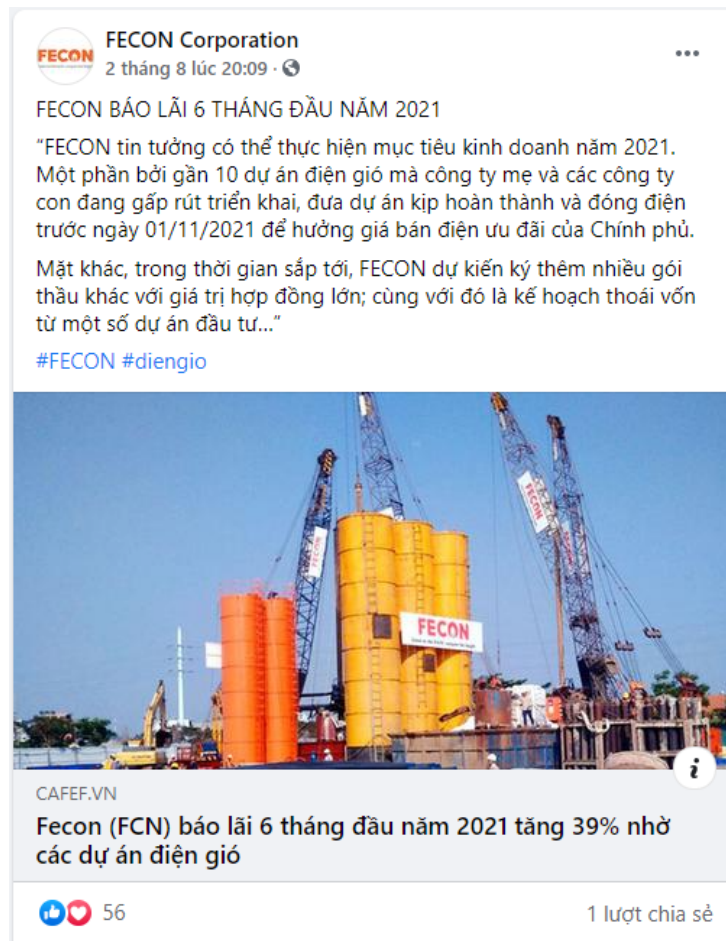 FECON
FECON Corporation
2 tháng 8 lúc 20:09 ·
FECON BÁO LÃI 6 THÁNG ĐẦU NĂM 2021
“FECON tin tưởng có thể thực hiện mục tiêu kinh doanh năm 2021.
Một phần bởi gần 10 dự án điện gió mà công ty mẹ và các công ty
con đang gấp rút triển khai, đưa dự án kịp hoàn thành và đóng điện
trước ngày 01/11/2021 để hưởng giá bán điện ưu đãi của Chính phủ.
Mặt khác, trong thời gian sắp tới, FECON dự kiến ký thêm nhiều gói
thầu khác với giá trị hợp đồng lớn; cùng với đó là kế hoạch thoái vốn
từ một số dự án đầu tư...”
#FECON #diengio
FECON
FECON
FECON
CAFEF.VN
Fecon (FCN) báo lãi 6 tháng đầu năm 2021 tăng 39% nhờ
các dự án điện gió
56
1 lượt chia sẻ